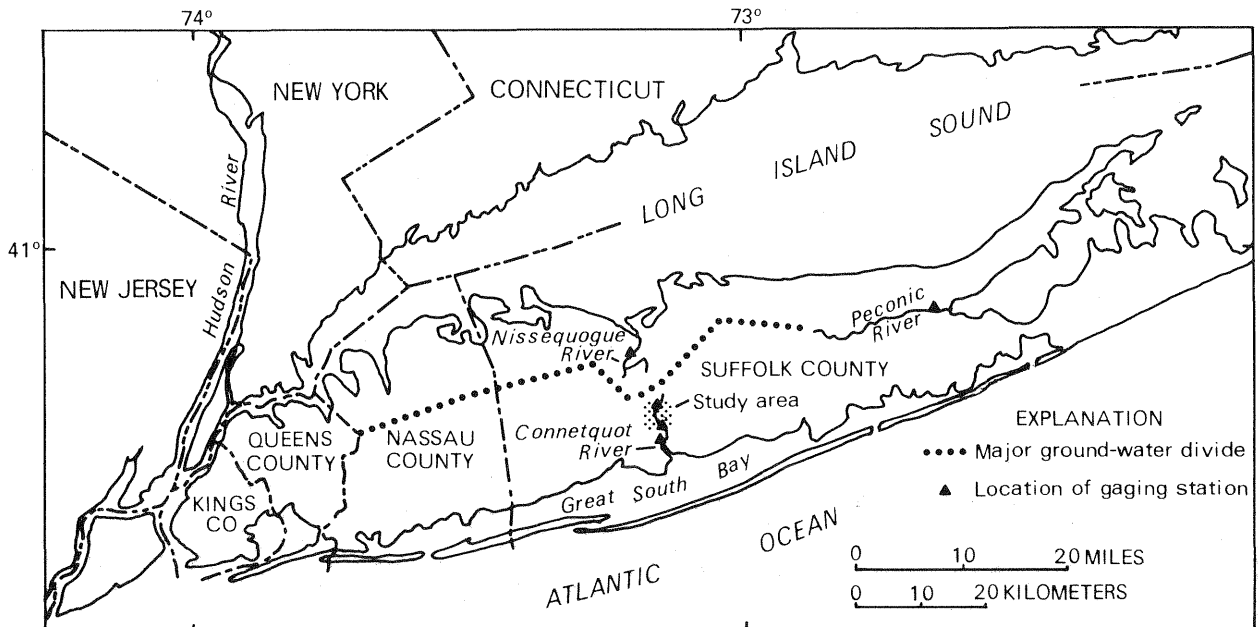 74°
73°
NEW YORK
CONNECTICUT
LONG ISLAND SOUND
Hudson River
41°
NEW JERSEY
Nissequogue
River
Peconic
River
SUFFOLK COUNTY
Study area
QUEENS
COUNTY
NASSAU
COUNTY
Connetquot
River
KINGS
CO
Great South Bay
ATLANTIC OCEAN
EXPLANATION
Major ground-water divide
Location of gaging station
0 10 20 MILES
0 10 20 KILOMETERS